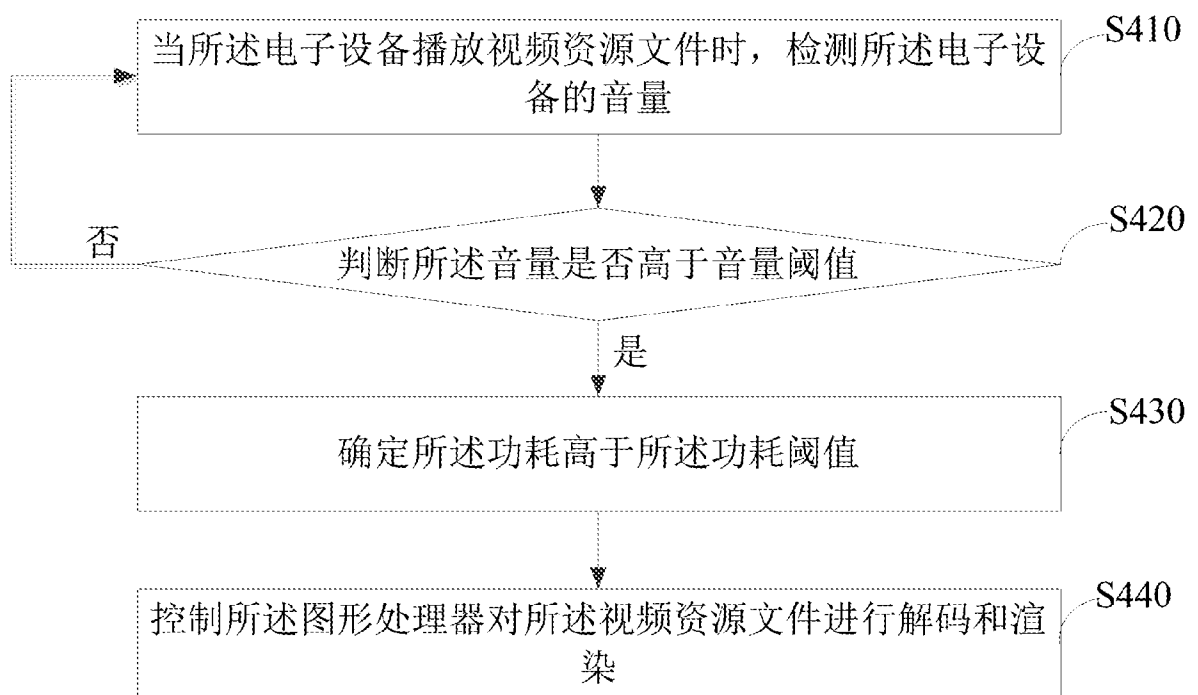 当所述电子设备播放视频资源文件时，检测所述电子设
备的音量
S410
否
判断所述音量是否高于音量阈值
S420
是
确定所述功耗高于所述功耗阈值
S430
控制所述图形处理器对所述视频资源文件进行解码和渲
染
S440